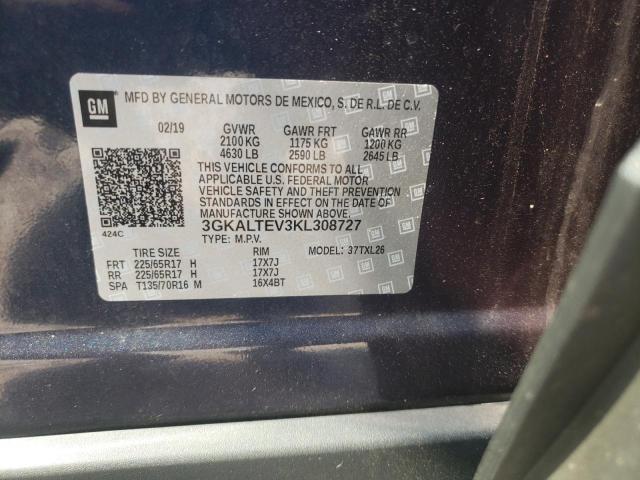 GM MFD BY GENERAL MOTORS DE MEXICO, S. DE R.L. DE C.V.
02/19 GVWR GAWR FRT GAWR RR
2100 KG 1175 KG 1200 KG
4630 LB 2590 LB 2645 LB
THIS VEHICLE CONFORMS TO ALL
APPLICABLE U.S. FEDERAL MOTOR
VEHICLE SAFETY AND THEFT PREVENTION
STANDARDS IN EFFECT ON THE DATE OF
MANUFACTURE SHOWN ABOVE.
424C 3GKALTEV3KL308727
TYPE: M.P.V. MODEL: 37TXL26
TIRE SIZE RIM
FRT 225/65R17 H 17X7J
RR 225/65R17 H 17X7J
SPA T135/70R16 M 16X4BT